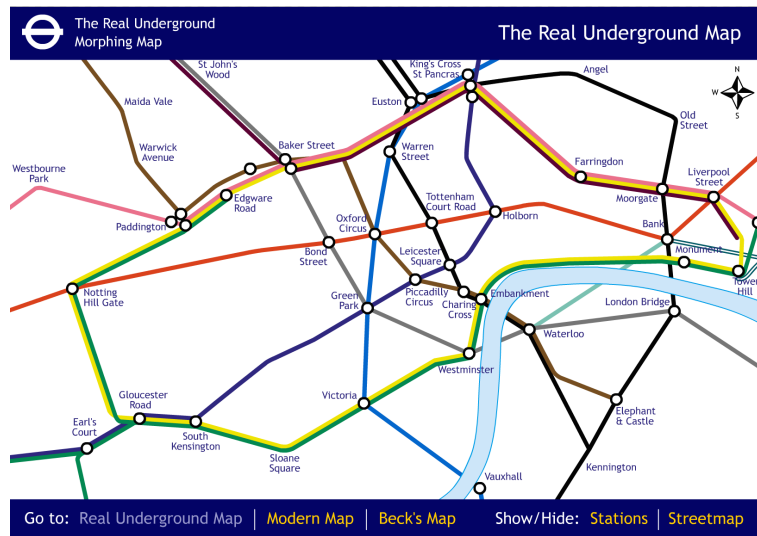 The Real Underground
Morphing Map
The Real Underground Map
St John's
Wood
King's Cross
St Pancras
Angel
N
W
S
Maida Vale
Euston
Old
Street
Warwick
Avenue
Baker Street
Warren
Street
Farringdon
Liverpool
Street
Westbourne
Park
Moorgate
Edgware
Road
Paddington
Tottenham
Court Road
Oxford
Circus
Holborn
Bank
Bond
Street
Leicester
Square
Monument
Notting
Hill Gate
Green
Park
Piccadilly
Circus
Charing
Cross
Embankment
Tower
Hill
London Bridge
Waterloo
Westminster
Gloucester
Road
Victoria
Earl's
Court
South
Kensington
Elephant
& Castle
Sloane
Square
Kennington
Vauxhall
Go to: Real Underground Map | Modern Map | Beck's Map Show/Hide: Stations | Streetmap